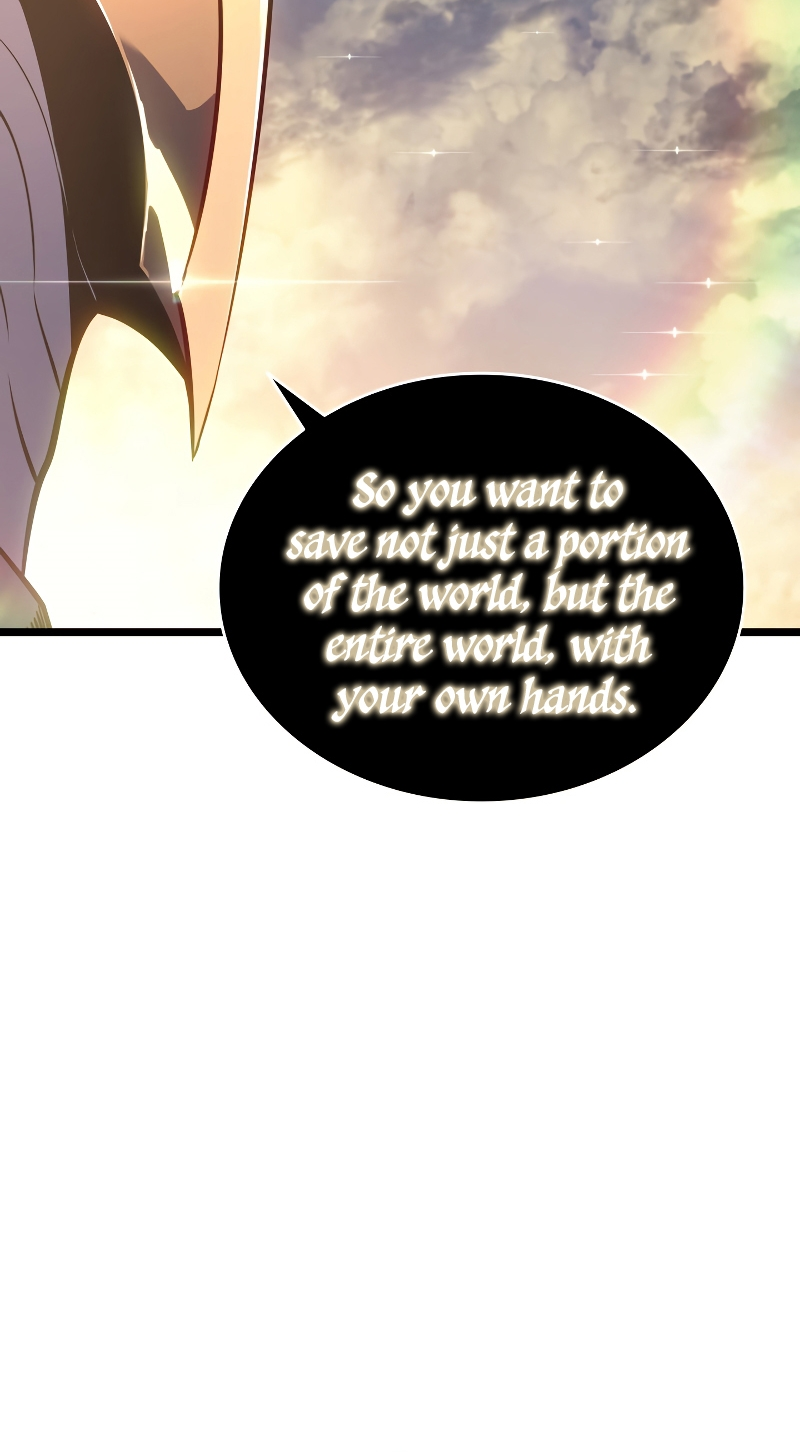 So you want to
save not just a portion
of the world, but the
entire world, with
your own hands.